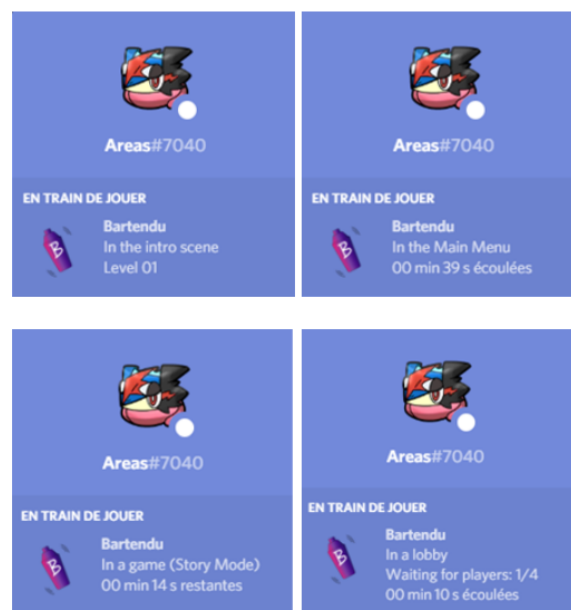 Areas#7040
EN TRAIN DE JOUER
B
Bartendu
In the intro scene
Level 01
Areas#7040
EN TRAIN DE JOUER
B
Bartendu
In the Main Menu
00 min 39 s écoulées
Areas#7040
EN TRAIN DE JOUER
B
Bartendu
In a game (Story Mode)
00 min 14 s restantes
Areas#7040
EN TRAIN DE JOUER
B
Bartendu
In a lobby
Waiting for players: 1/4
00 min 10 s écoulées